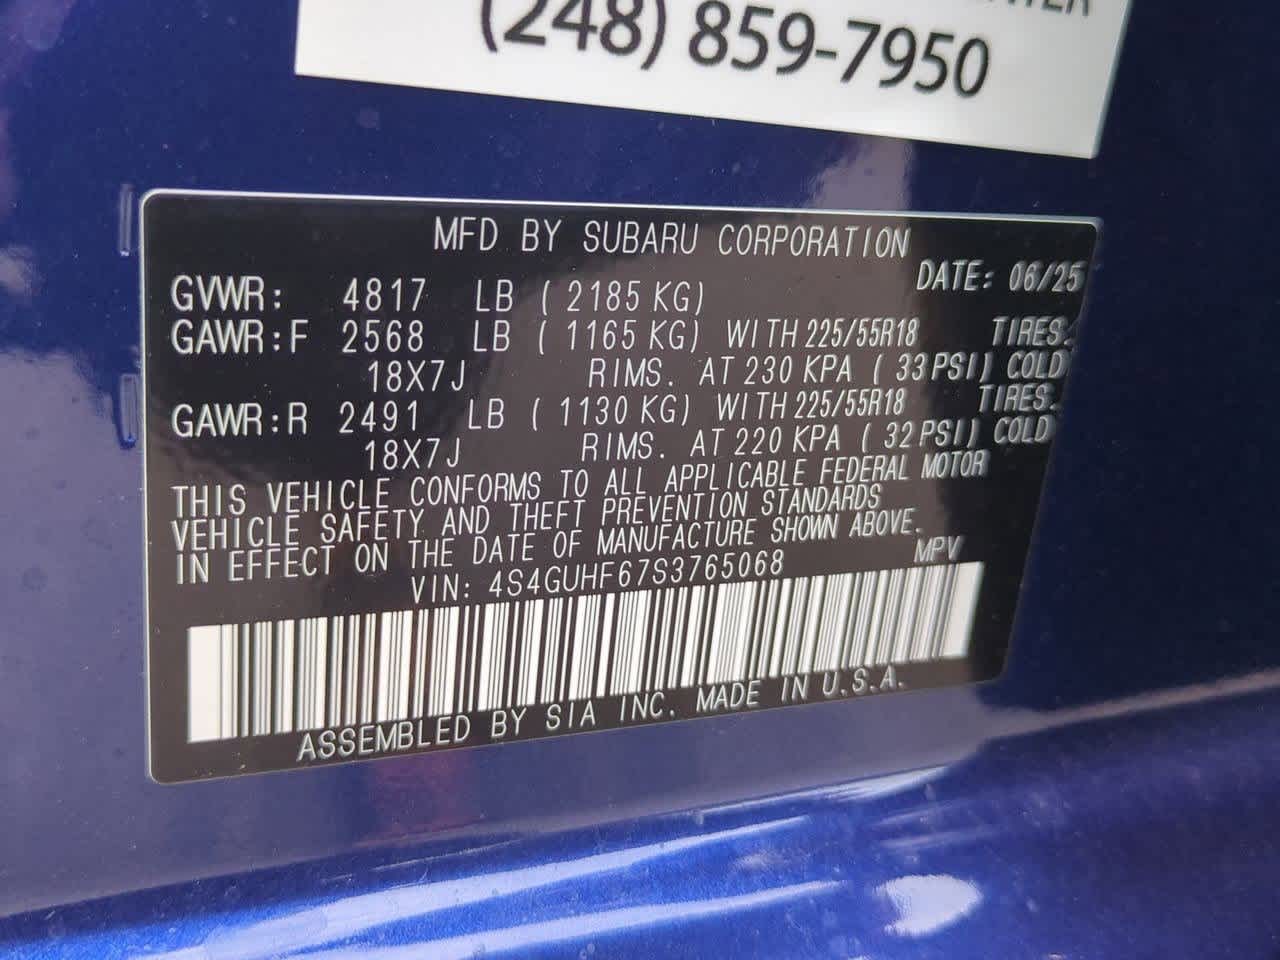 (248) 859-7950
MFD BY SUBARU CORPORATION
DATE: 06/25
GVWR: 4817 LB ( 2185 KG)
GAWR:F 2568 LB ( 1165 KG) WITH 225/55R18 TIRES.
18X7J RIMS. AT 230 KPA ( 33 PSI) COLD
GAWR:R 2491 LB ( 1130 KG) WITH 225/55R18 TIRES.
18X7J RIMS. AT 220 KPA ( 32 PSI) COLD
THIS VEHICLE CONFORMS TO ALL APPLICABLE FEDERAL MOTOR
VEHICLE SAFETY AND THEFT PREVENTION STANDARDS
IN EFFECT ON THE DATE OF MANUFACTURE SHOWN ABOVE.
VIN: 4S4GUHF67S3765068 MPV
ASSEMBLED BY SIA INC. MADE IN U.S.A.